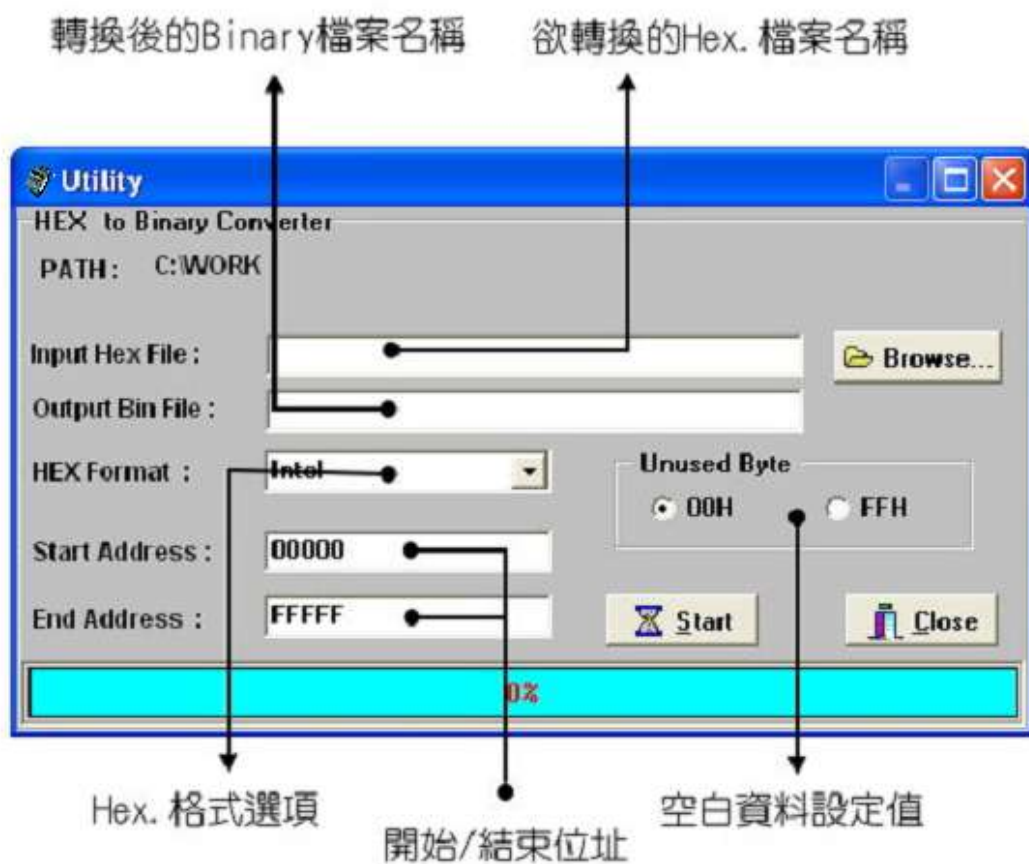 轉換後的Binary檔案名稱
欲轉換的Hex. 檔案名稱
Utility
HEX to Binary Converter
PATH : C:\WORK
Input Hex File :
Browse...
Output Bin File :
HEX Format :
Intel
Unused Byte
00H
FFH
Start Address :
00000
End Address :
FFFFF
Start
Close
0%
Hex. 格式選項
開始/結束位址
空白資料設定值